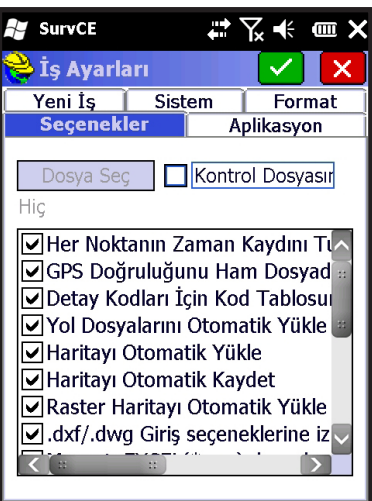 SurvCE
İş Ayarları
Yeni İş Sistem Format
Seçenekler Aplikasyon
Dosya Seç Kontrol Dosyasır
Hiç
Her Noktanın Zaman Kaydını Tu
GPS Doğruluğunu Ham Dosyad
Detay Kodları İçin Kod Tablosu
Yol Dosyalarını Otomatik Yükle
Haritayı Otomatik Yükle
Haritayı Otomatik Kaydet
Raster Haritayı Otomatik Yükle
.dxf/.dwg Giriş seçeneklerine iz